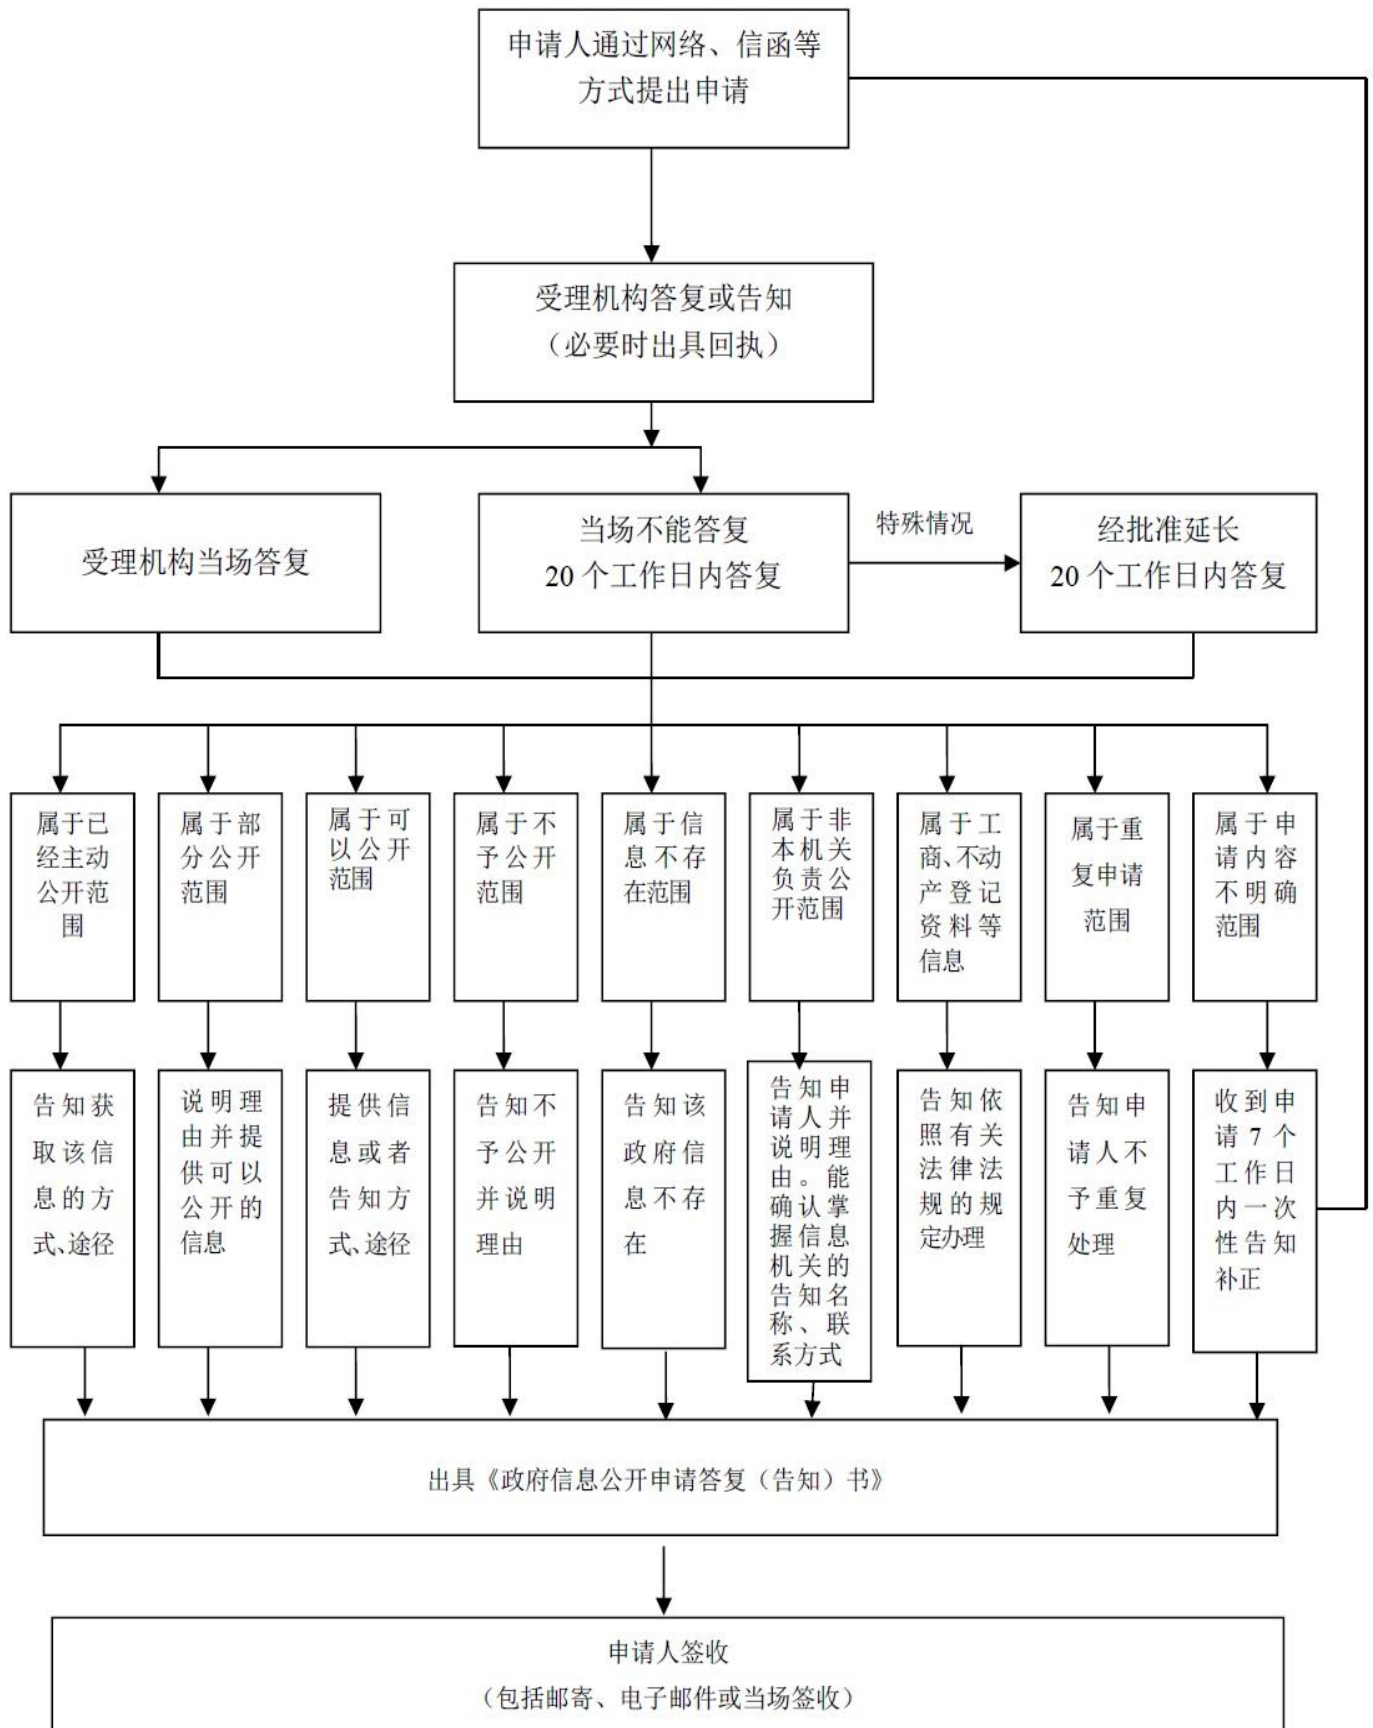 申请人通过网络、信函等
方式提出申请
受理机构答复或告知
（必要时出具回执）
受理机构当场答复
当场不能答复
20 个工作日内答复
特殊情况
经批准延长
20 个工作日内答复
属于已
经主动
公开范
围
属于部
分公开
范围
属于可
以公开
范围
属于不
予公开
范围
属于信
息不存
在范围
属于非
本机关
负责公
开范围
属于工
商、不动
产登记
资料等
信息
属于重
复申请
范围
属于申
请内容
不明确
范围
告知获
取该信
息的方
式、途径
说明理
由并提
供可以
公开的
信息
提供信
息或者
告知方
式、途径
告知不
予公开
并说明
理由
告知该
政府信
息不存
在
告知申
请人并
说明理
由。能
确认掌
握信息
机关的
告知名
称、联
系方式
告知依
照有关
法律法
规的规
定办理
告知申
请人不
予重复
处理
收到申
请 7 个
工作日
内一次
性告知
补正
出具《政府信息公开申请答复（告知）书》
申请人签收
（包括邮寄、电子邮件或当场签收）